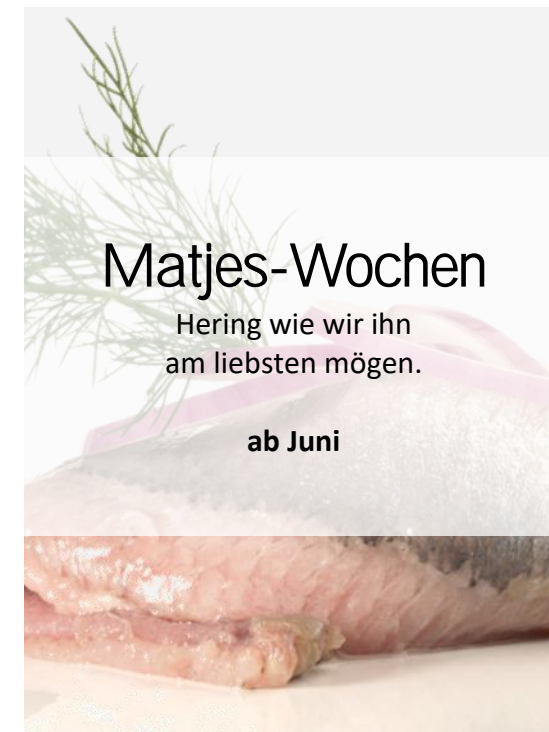 Matjes-Wochen
Hering wie wir ihn
am liebsten mögen.
ab Juni